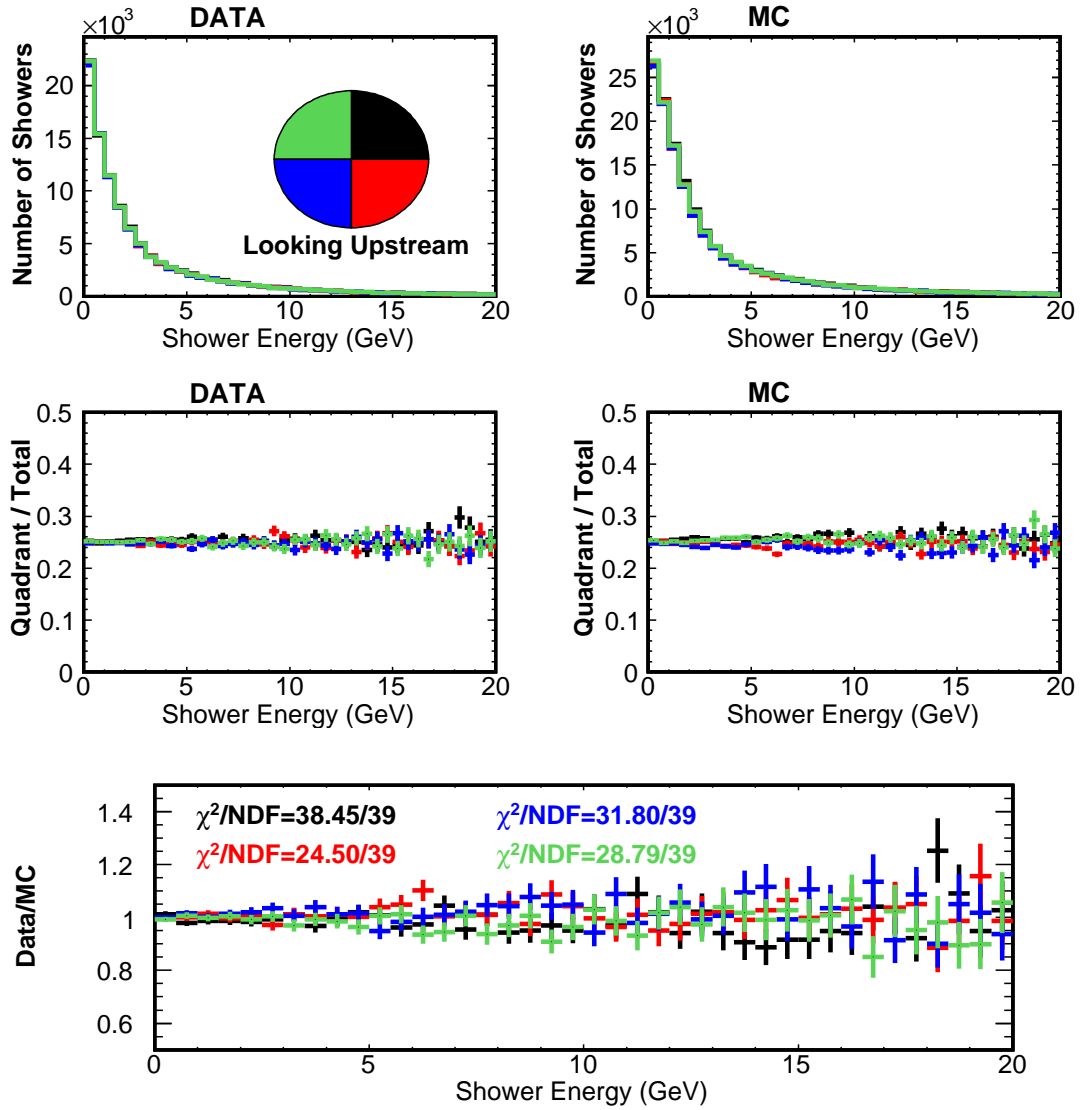 DATA
×10³
Number of Showers
20
15
10
5
0
Looking Upstream
0 5 10 15 20
Shower Energy (GeV)
MC
×10³
Number of Showers
25
20
15
10
5
0
0 5 10 15 20
Shower Energy (GeV)
DATA
Quadrant / Total
0.5
0.4
0.3
0.2
0.1
0
0 5 10 15 20
Shower Energy (GeV)
MC
Quadrant / Total
0.5
0.4
0.3
0.2
0.1
0
0 5 10 15 20
Shower Energy (GeV)
Data/MC
1.4
1.2
1
0.8
0.6
χ²/NDF=38.45/39 χ²/NDF=31.80/39
χ²/NDF=24.50/39 χ²/NDF=28.79/39
0 5 10 15 20
Shower Energy (GeV)